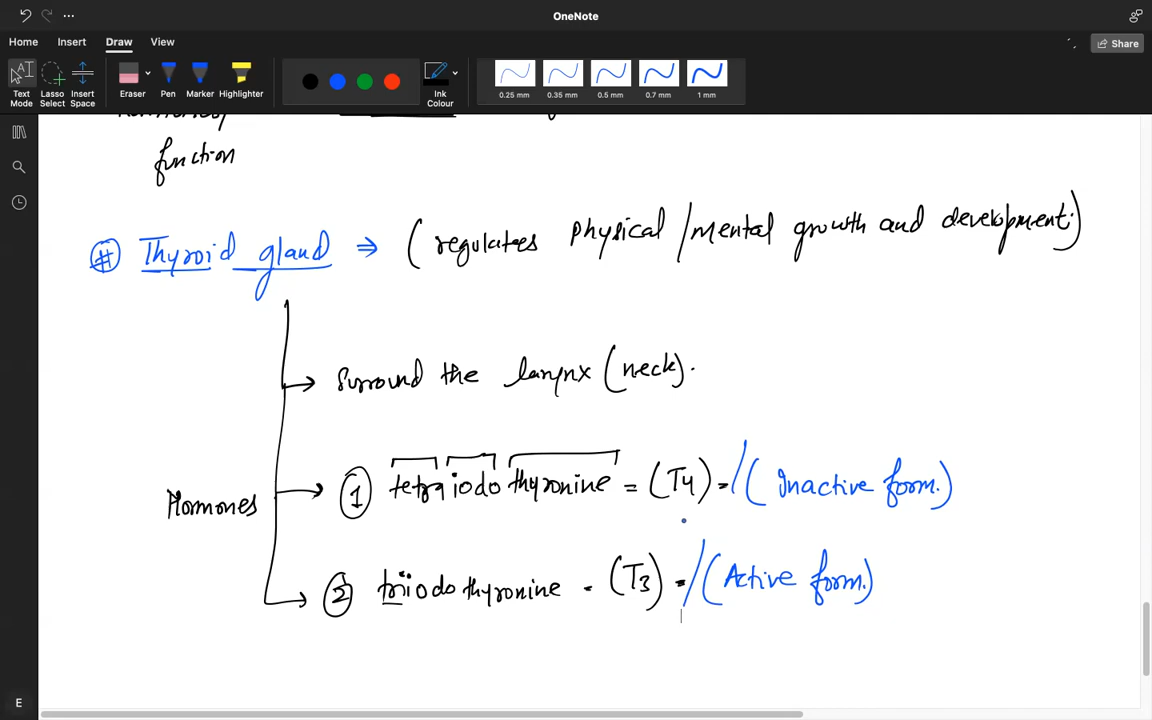 OneNote
Home Insert Draw View
Share
Text Mode
Lasso Select
Insert Space
Eraser
Pen
Marker
Highlighter
Ink Colour
0.25 mm
0.35 mm
0.5 mm
0.7 mm
1 mm
function
# Thyroid gland ⇒ (regulates physical/mental growth and development.)
→ Surround the larynx (neck).
Hormones → ① tetraiodothyronine = (T4) = /(Inactive form.)
→ ② triiodothyronine - (T3) = /(Active form.)
E